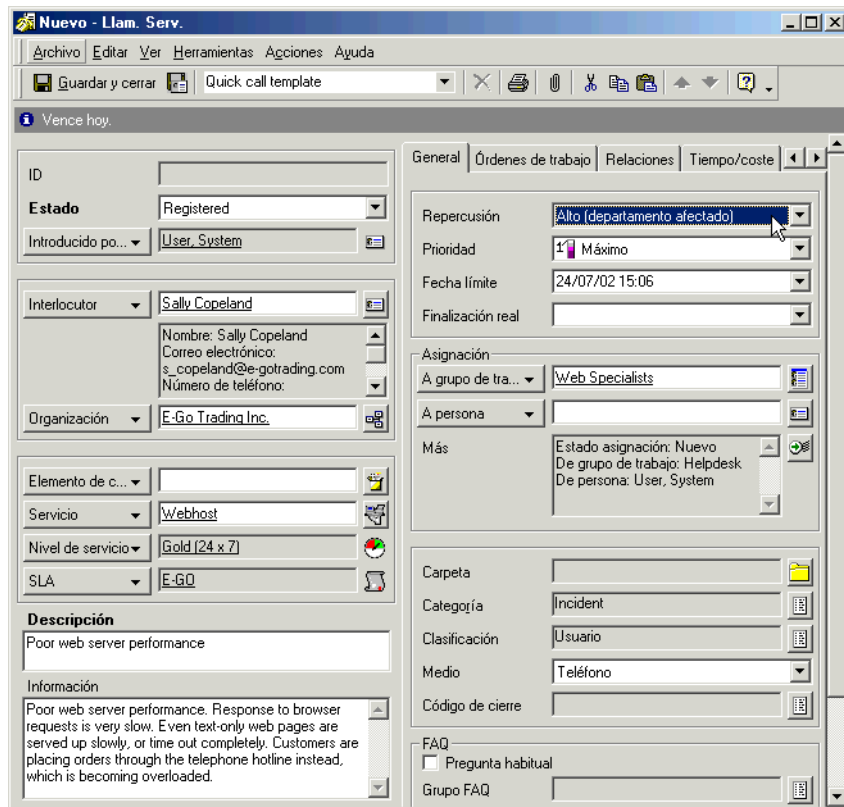 Nuevo - Llam. Serv.
Archivo Editar Ver Herramientas Acciones Ayuda
Guardar y cerrar Quick call template
Vence hoy.
ID
Estado Registered
Introducido po... User, System
Interlocutor Sally Copeland
Nombre: Sally Copeland
Correo electrónico:
s_copeland@e-gotrading.com
Número de teléfono:
Organización E-Go Trading Inc.
Elemento de c...
Servicio Webhost
Nivel de servicio Gold (24 x 7)
SLA E-GO
Descripción
Poor web server performance
Información
Poor web server performance. Response to browser
requests is very slow. Even text-only web pages are
served up slowly, or time out completely. Customers are
placing orders through the telephone hotline instead,
which is becoming overloaded.
General Órdenes de trabajo Relaciones Tiempo/coste
Repercusión Alto (departamento afectado)
Prioridad 1 Máximo
Fecha límite 24/07/02 15:06
Finalización real
Asignación
A grupo de tra... Web Specialists
A persona
Más
Estado asignación: Nuevo
De grupo de trabajo: Helpdesk
De persona: User, System
Carpeta
Categoría Incident
Clasificación Usuario
Medio Teléfono
Código de cierre
FAQ
Pregunta habitual
Grupo FAQ